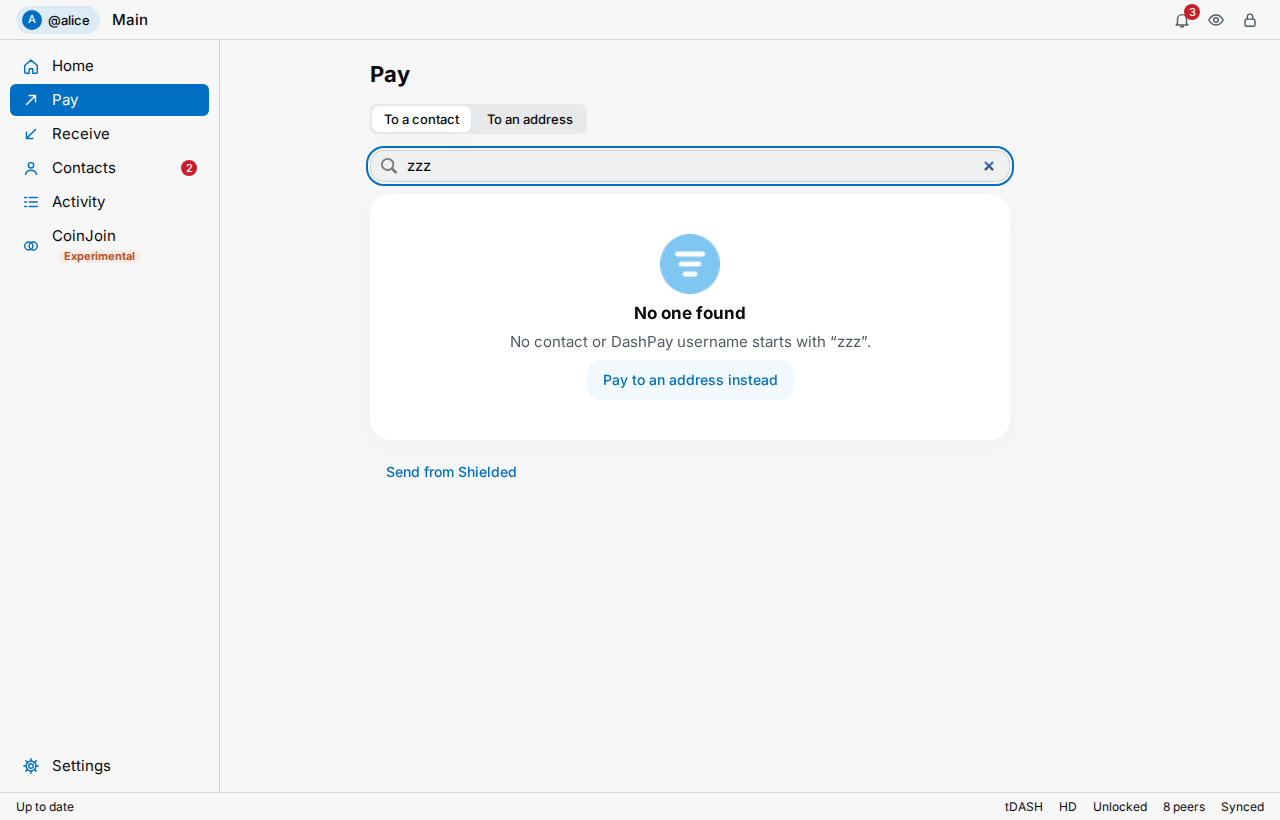 A @alice Main 3
Home
Pay
Receive
Contacts 2
Activity
CoinJoin
Experimental
Settings
Pay
To a contact To an address
zzz
No one found
No contact or DashPay username starts with “zzz”.
Pay to an address instead
Send from Shielded
Up to date tDASH HD Unlocked 8 peers Synced